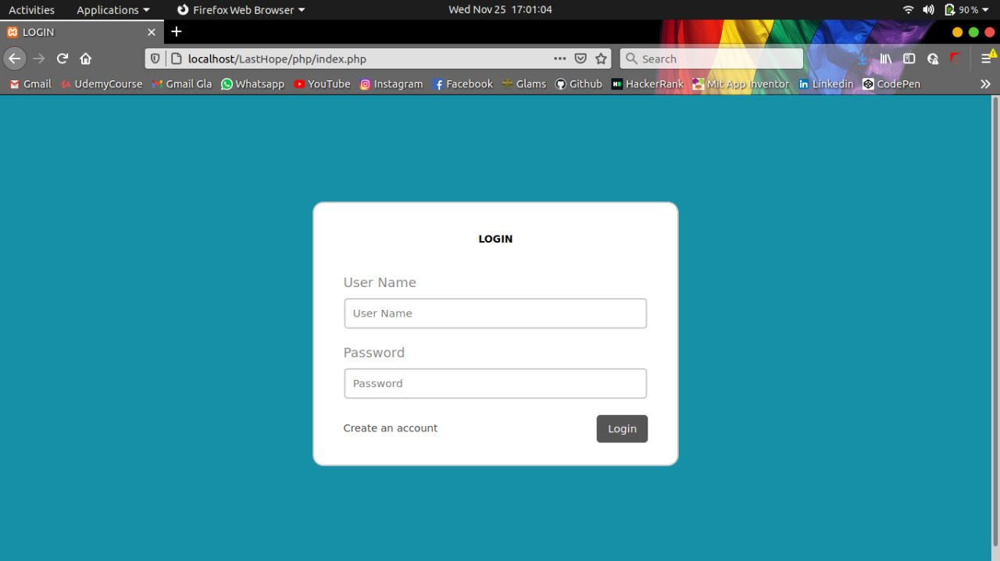 Activities Applications Firefox Web Browser Wed Nov 25 17:01:04 90%
LOGIN
localhost/LastHope/php/index.php Search
Gmail UdemyCourse Gmail Gla Whatsapp YouTube Instagram Facebook Glams Github HackerRank Mit App Inventor Linkedin CodePen
LOGIN
User Name
User Name
Password
Password
Create an account Login